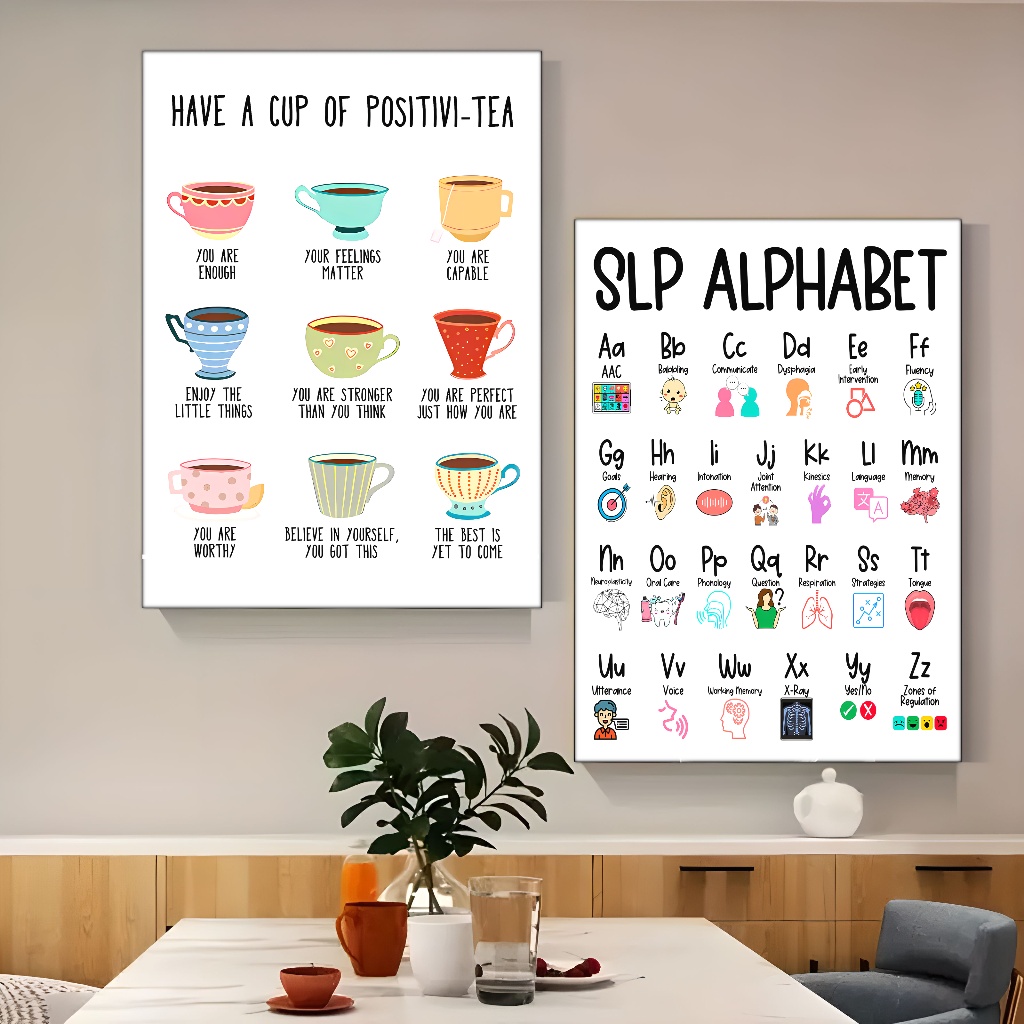 HAVE A CUP OF POSITIVI-TEA
YOU ARE
ENOUGH
YOUR FEELINGS
MATTER
YOU ARE
CAPABLE
ENJOY THE
LITTLE THINGS
YOU ARE STRONGER
THAN YOU THINK
YOU ARE PERFECT
JUST HOW YOU ARE
YOU ARE
WORTHY
BELIEVE IN YOURSELF,
YOU GOT THIS
THE BEST IS
YET TO COME
SLP ALPHABET
Aa Bb Cc Dd Ee Ff
AAC Babbling Communicate Dysphagia Early Intervention Fluency
Gg Hh Ii Jj Kk Ll Mm
Goals Hearing Intonation Joint Attention Kinesics Language Memory
文 A
Nn Oo Pp Qq Rr Ss Tt
Neuroplasticity Oral Care Phonology Question Respiration Strategies Tongue
?
Uu Vv Ww Xx Yy Zz
Utterance Voice Working Memory X-Ray Yes/No Zones of Regulation